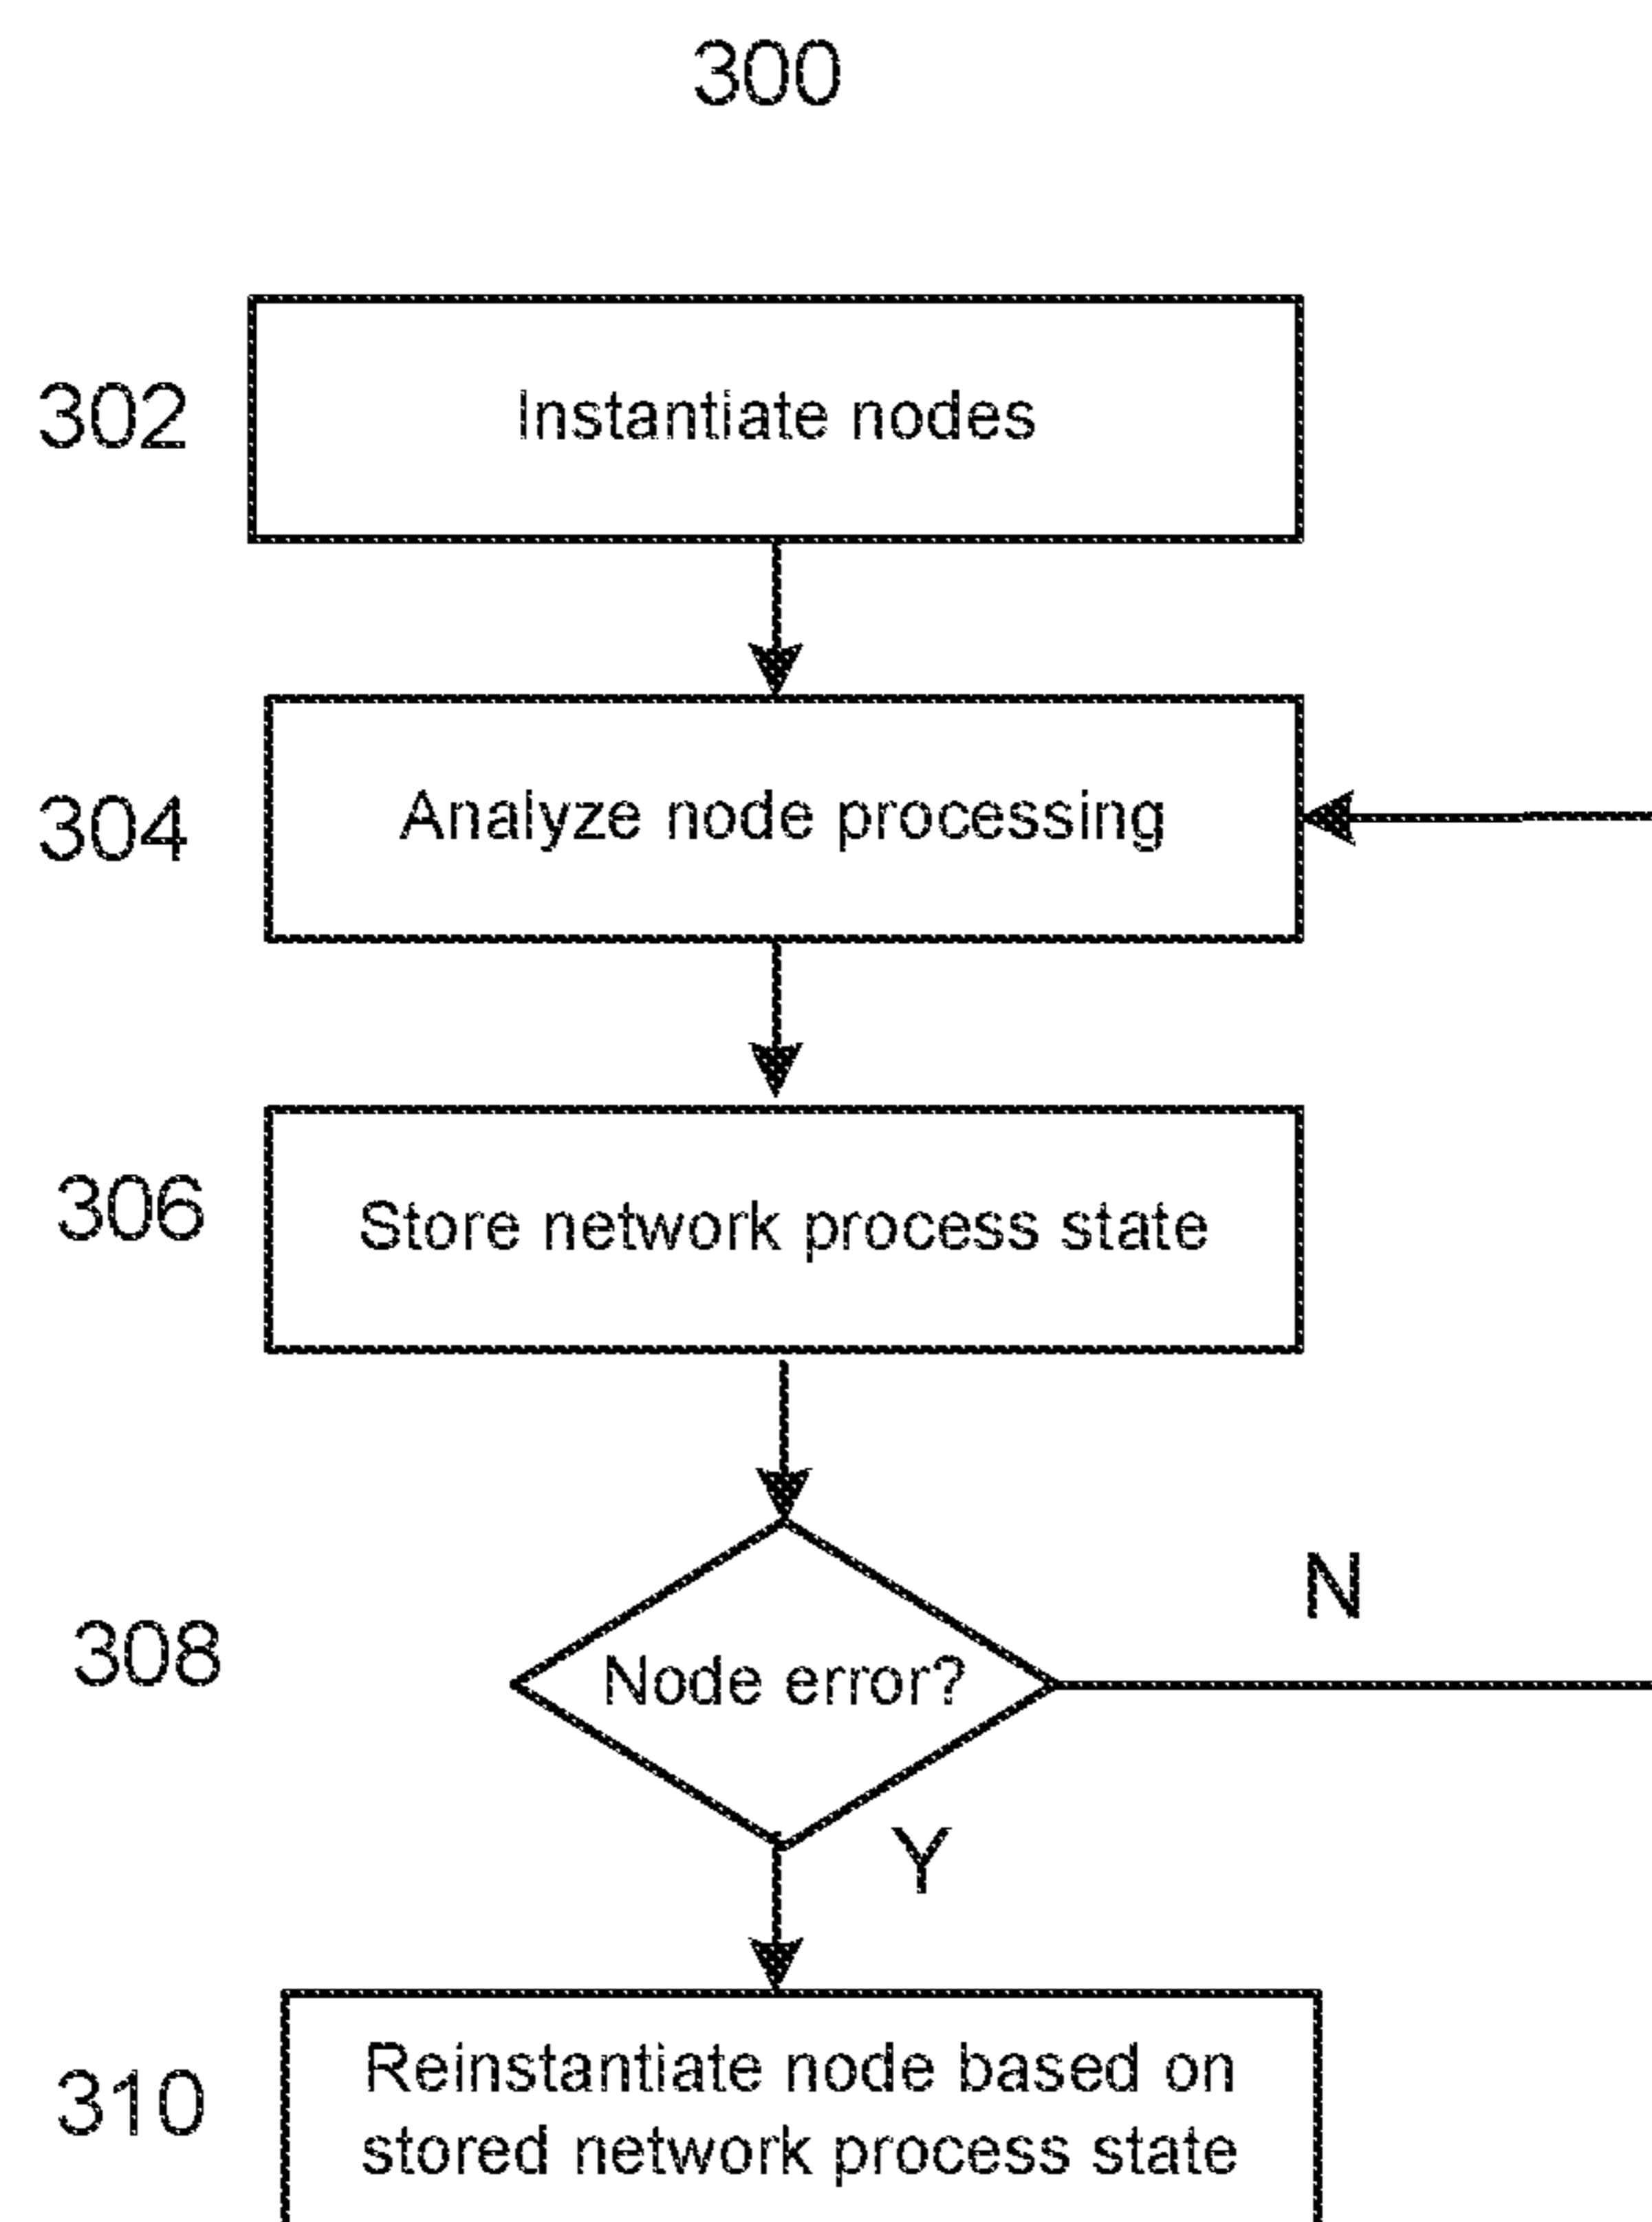 300
302
Instantiate nodes
304
Analyze node processing
306
Store network process state
308
Node error?
N
Y
310
Reinstantiate node based on
stored network process state